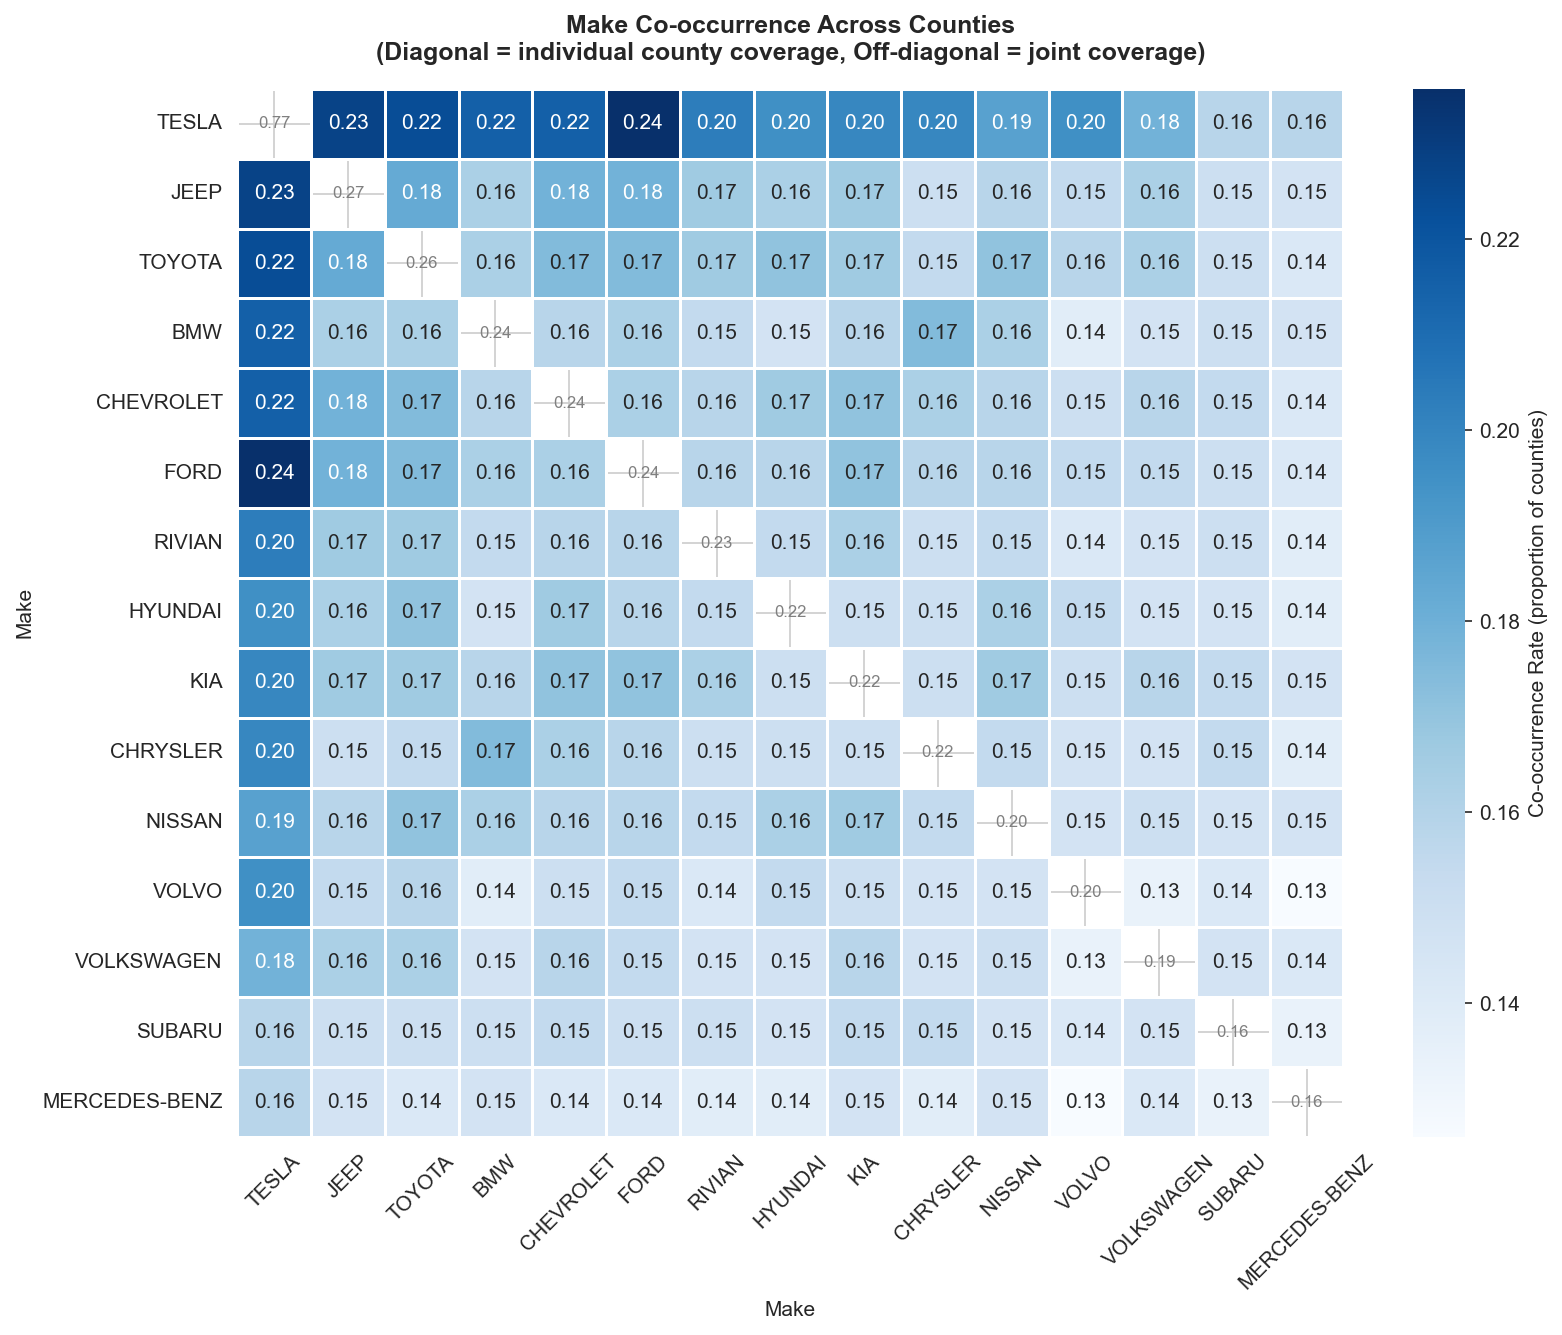 Make Co-occurrence Across Counties
(Diagonal = individual county coverage, Off-diagonal = joint coverage)
TESLA 0.77 0.23 0.22 0.22 0.22 0.24 0.20 0.20 0.20 0.20 0.19 0.20 0.18 0.16 0.16
JEEP 0.23 0.27 0.18 0.16 0.18 0.18 0.17 0.16 0.17 0.15 0.16 0.15 0.16 0.15 0.15
TOYOTA 0.22 0.18 0.26 0.16 0.17 0.17 0.17 0.17 0.17 0.15 0.17 0.16 0.16 0.15 0.14
BMW 0.22 0.16 0.16 0.24 0.16 0.16 0.15 0.15 0.16 0.17 0.16 0.14 0.15 0.15 0.15
CHEVROLET 0.22 0.18 0.17 0.16 0.24 0.16 0.16 0.17 0.17 0.16 0.16 0.15 0.16 0.15 0.14
FORD 0.24 0.18 0.17 0.16 0.16 0.24 0.16 0.16 0.17 0.16 0.16 0.15 0.15 0.15 0.14
RIVIAN 0.20 0.17 0.17 0.15 0.16 0.16 0.23 0.15 0.16 0.15 0.15 0.14 0.15 0.15 0.14
HYUNDAI 0.20 0.16 0.17 0.15 0.17 0.16 0.15 0.22 0.15 0.15 0.16 0.15 0.15 0.15 0.14
KIA 0.20 0.17 0.17 0.16 0.17 0.17 0.16 0.15 0.22 0.15 0.17 0.15 0.16 0.15 0.15
CHRYSLER 0.20 0.15 0.15 0.17 0.16 0.16 0.15 0.15 0.15 0.22 0.15 0.15 0.15 0.15 0.14
NISSAN 0.19 0.16 0.17 0.16 0.16 0.16 0.15 0.16 0.17 0.15 0.20 0.15 0.15 0.15 0.15
VOLVO 0.20 0.15 0.16 0.14 0.15 0.15 0.14 0.15 0.15 0.15 0.15 0.20 0.13 0.14 0.13
VOLKSWAGEN 0.18 0.16 0.16 0.15 0.16 0.15 0.15 0.15 0.16 0.15 0.15 0.13 0.19 0.15 0.14
SUBARU 0.16 0.15 0.15 0.15 0.15 0.15 0.15 0.15 0.15 0.15 0.15 0.14 0.15 0.16 0.13
MERCEDES-BENZ 0.16 0.15 0.14 0.15 0.14 0.14 0.14 0.14 0.15 0.14 0.15 0.13 0.14 0.13 0.16
Make
TESLA JEEP TOYOTA BMW CHEVROLET FORD RIVIAN HYUNDAI KIA CHRYSLER NISSAN VOLVO VOLKSWAGEN SUBARU MERCEDES-BENZ
Make
0.22
0.20
0.18
0.16
0.14
Co-occurrence Rate (proportion of counties)